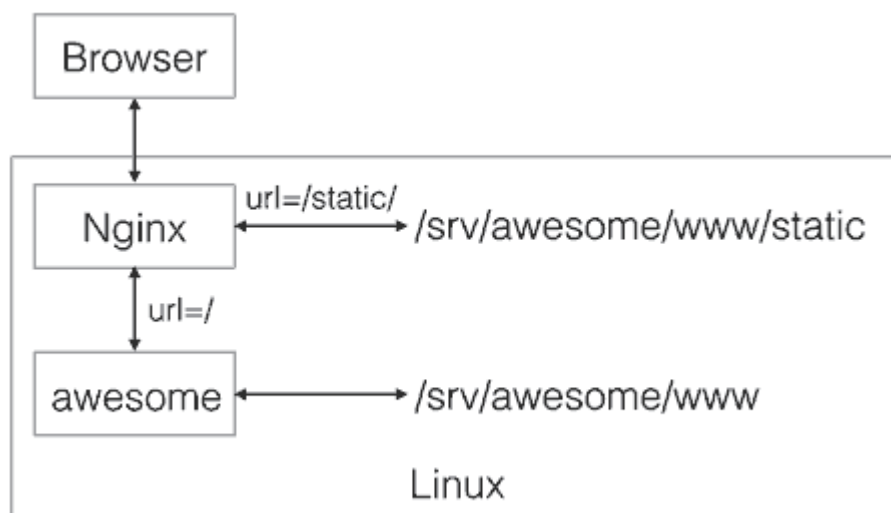 Browser
url=/static/
Nginx
/srv/awesome/www/static
url=/
awesome
/srv/awesome/www
Linux